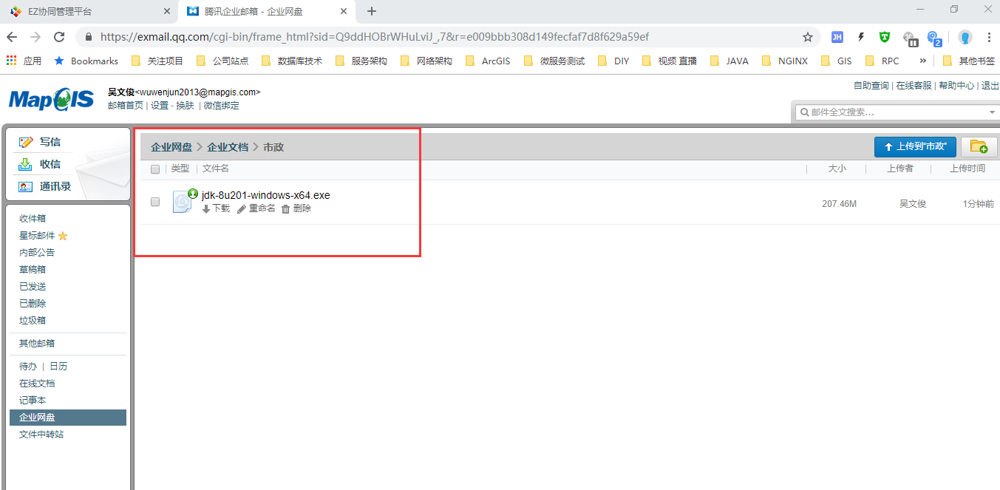 EZ协同管理平台
腾讯企业邮箱 - 企业网盘
https://exmail.qq.com/cgi-bin/frame_html?sid=Q9ddHOBrWHuLviJ_,7&r=e009bbb308d149fecfaf7d8f629a59ef
JH
2
应用 Bookmarks 关注项目 公司站点 数据库技术 服务架构 网络架构 ArcGIS 微服务测试 DIY 视频 直播 JAVA NGINX GIS RPC » 其他书签
MapGIS
吴文俊<wuwenjun2013@mapgis.com>
邮箱首页 | 设置 - 换肤 | 微信绑定
自助查询 | 在线客服 | 帮助中心 | 退出
邮件全文搜索...
写信
收信
通讯录
收件箱
星标邮件
内部公告
草稿箱
已发送
已删除
垃圾箱
其他邮箱
待办 | 日历
在线文档
记事本
企业网盘
文件中转站
企业网盘 > 企业文档 > 市政
上传到“市政”
类型 | 文件名 | 大小 | 上传者 | 上传时间
jdk-8u201-windows-x64.exe
下载 重命名 删除
207.46M 吴文俊 1分钟前